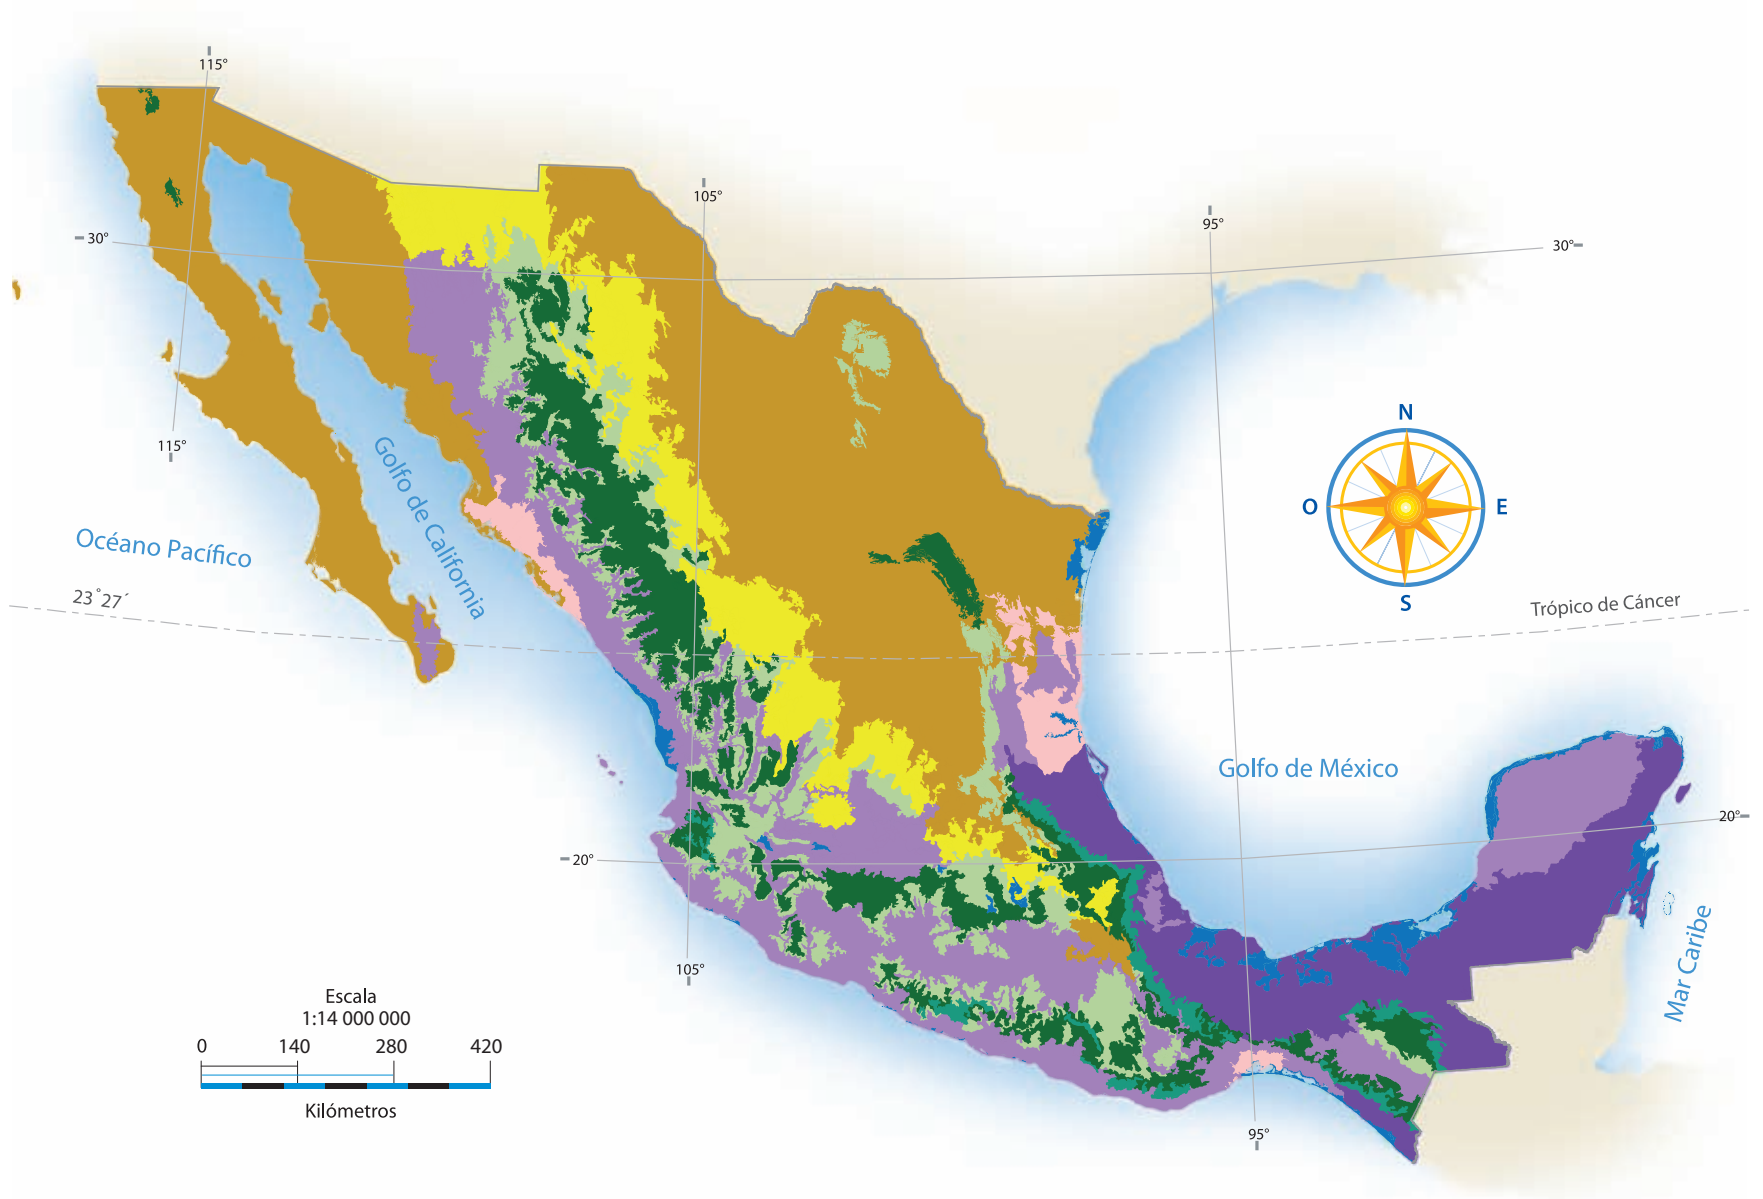 115°
105°
95°
30°
30°
N
O
E
S
115°
Golfo de California
Océano Pacífico
23°27´
Trópico de Cáncer
Golfo de México
20°
20°
Mar Caribe
105°
95°
Escala
1:14 000 000
0 140 280 420
Kilómetros